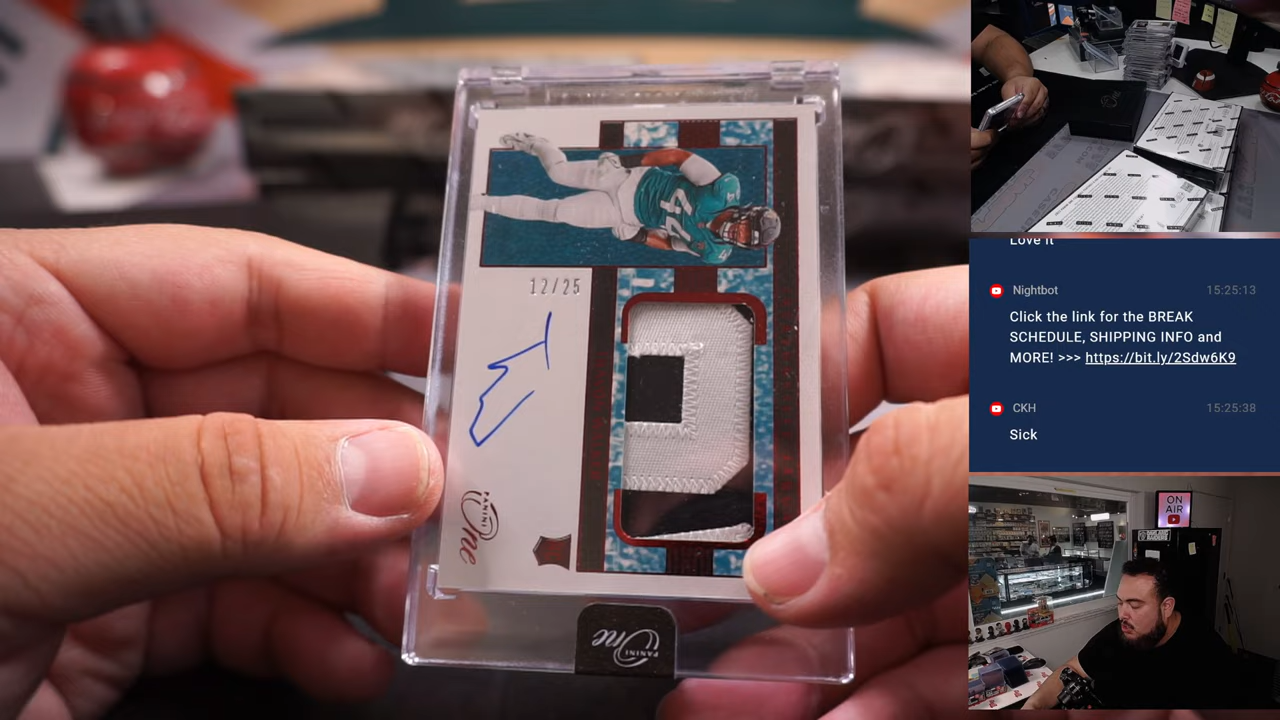 44
12/25
PANINI
One
PANINI
One
Love it
Nightbot
15:25:13
Click the link for the BREAK
SCHEDULE, SHIPPING INFO and
MORE! >>> https://bit.ly/2Sdw6K9
CKH
15:25:38
Sick
ON
AIR